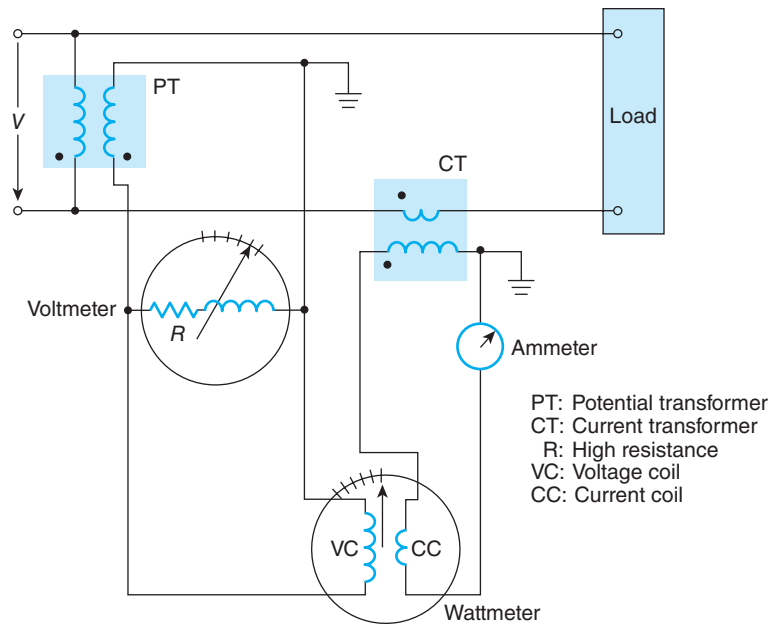 PT
V
Load
CT
Voltmeter
R
Ammeter
PT: Potential transformer
CT: Current transformer
R: High resistance
VC: Voltage coil
CC: Current coil
VC
CC
Wattmeter